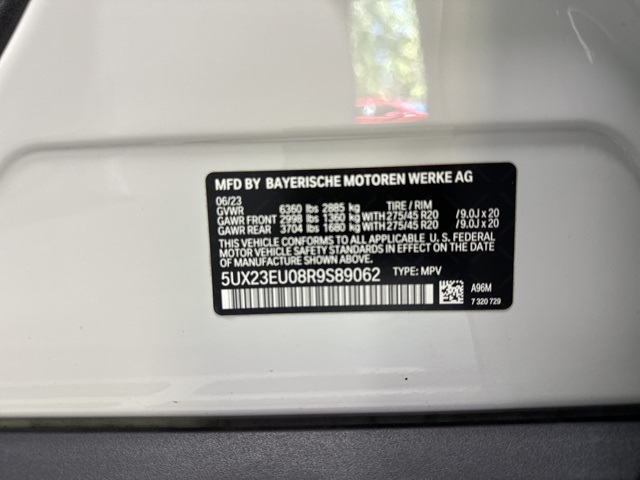 MFD BY BAYERISCHE MOTOREN WERKE AG
06/23
GVWR 6360 lbs 2885 kg TIRE / RIM
GAWR FRONT 2998 lbs 1360 kg WITH 275/45 R20 /9.0J x 20
GAWR REAR 3704 lbs 1680 kg WITH 275/45 R20 /9.0J x 20
THIS VEHICLE CONFORMS TO ALL APPLICABLE U. S. FEDERAL
MOTOR VEHICLE SAFETY STANDARDS IN EFFECT ON THE DATE
OF MANUFACTURE SHOWN ABOVE.
5UX23EU08R9S89062 TYPE: MPV
A96M
7 320 729